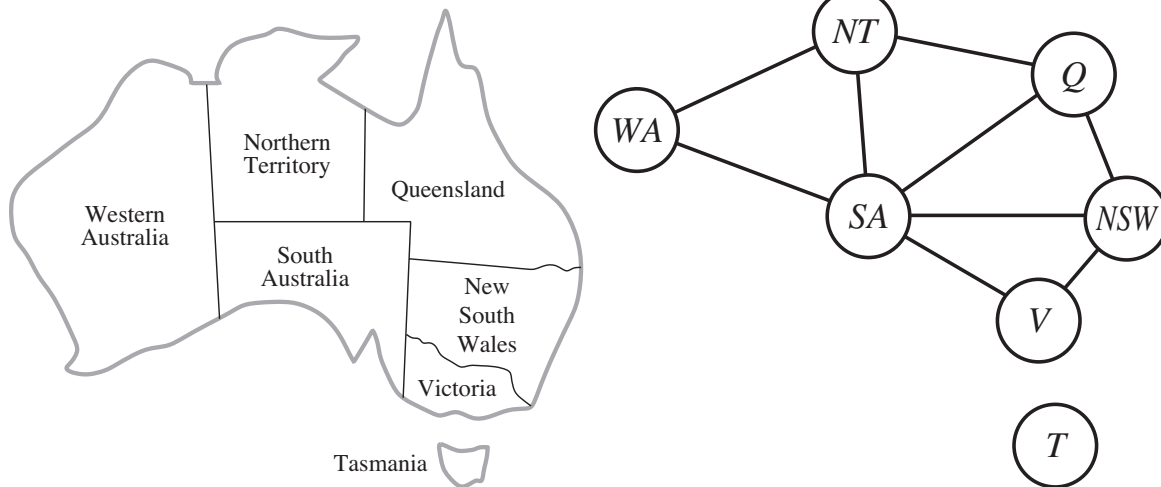 Northern
Territory
Western
Australia
Queensland
South
Australia
New
South
Wales
Victoria
Tasmania
NT
Q
WA
SA
NSW
V
T